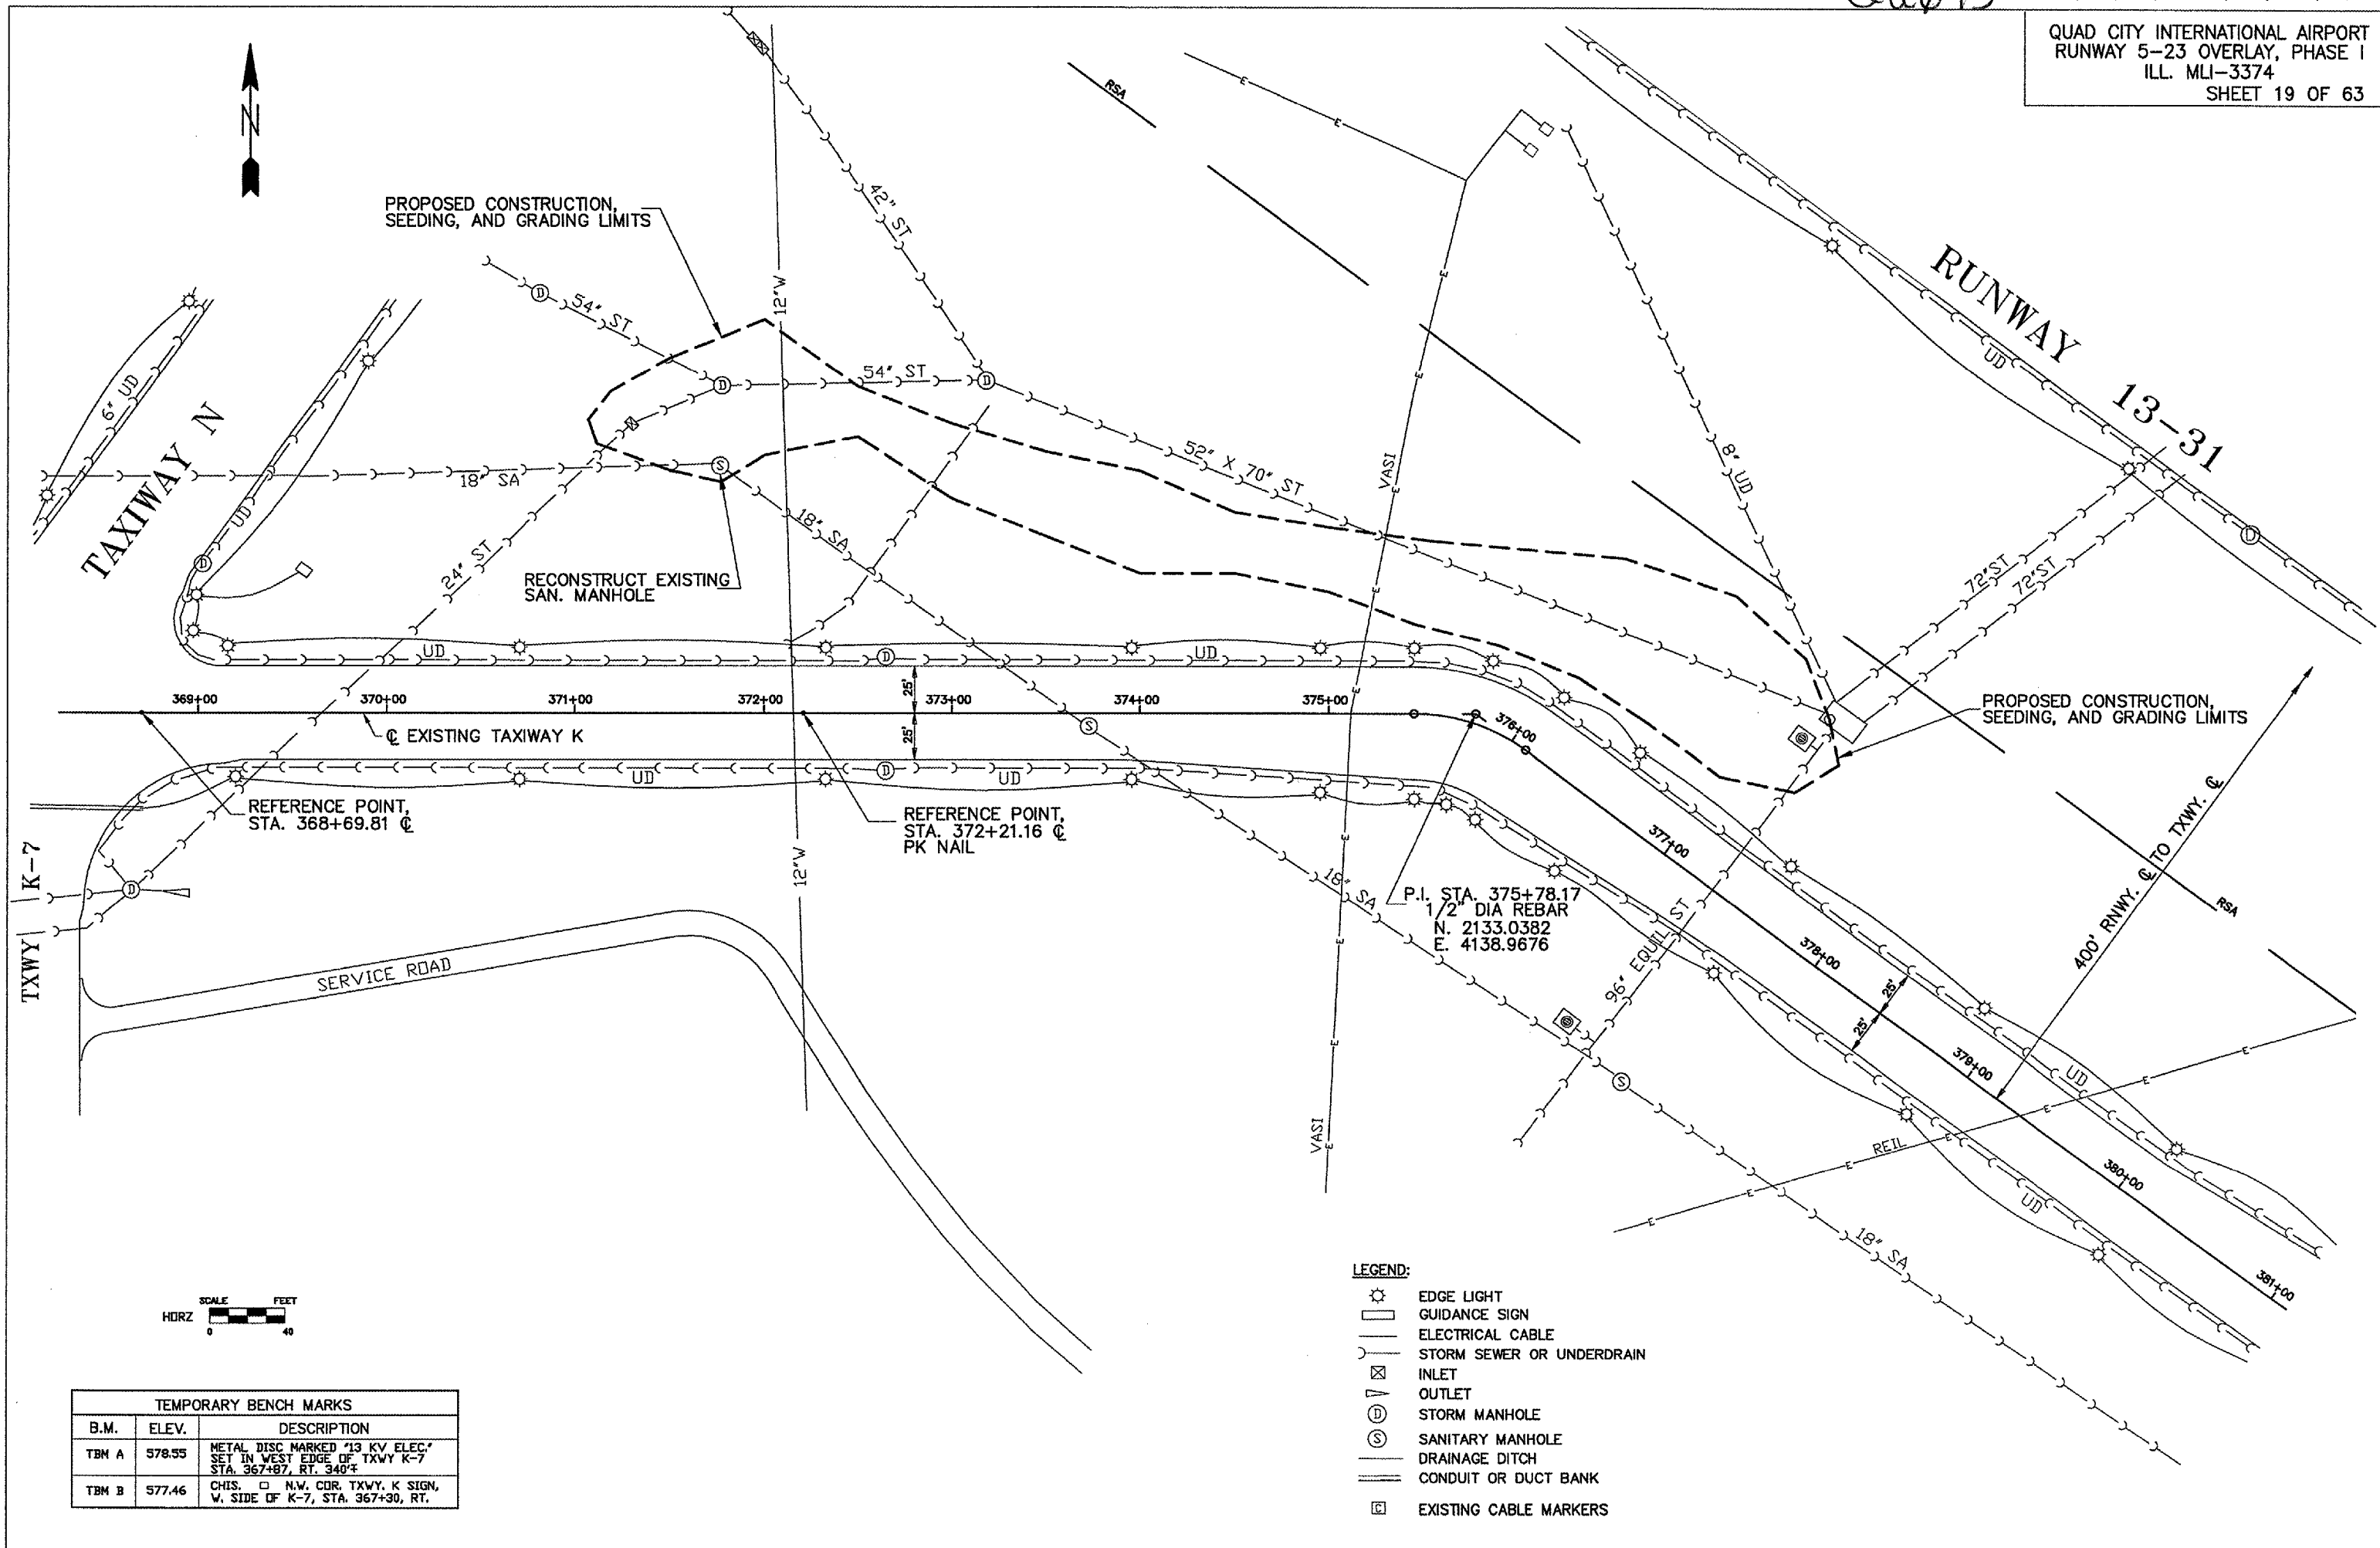 QUAD CITY INTERNATIONAL AIRPORT
RUNWAY 5-23 OVERLAY, PHASE I
ILL. MLI-3374
SHEET 19 OF 63
N
RSA
PROPOSED CONSTRUCTION,
SEEDING, AND GRADING LIMITS
42" ST
12"W
54" ST
54" ST
RUNWAY 13-31
UD
6" UD
TAXIWAY N
UD
18" SA
52" X 70" ST
VASI
8" UD
72"ST
72"ST
24" ST
18" SA
RECONSTRUCT EXISTING
SAN. MANHOLE
UD
UD
369+00
370+00
371+00
372+00
25'
373+00
374+00
375+00
376+00
25'
℄ EXISTING TAXIWAY K
PROPOSED CONSTRUCTION,
SEEDING, AND GRADING LIMITS
UD
UD
REFERENCE POINT,
STA. 368+69.81 ℄
REFERENCE POINT,
STA. 372+21.16 ℄
PK NAIL
12"W
377+00
TXWY K-7
18" SA
P.I. STA. 375+78.17
1/2" DIA REBAR
N. 2133.0382
E. 4138.9676
96" EQUIL ST
378+00
25'
25'
400' RNWY. ℄ TO TXWY. ℄
RSA
SERVICE ROAD
379+00
UD
VASI
REIL
380+00
UD
18" SA
381+00
HORZ
SCALE FEET
0 40
LEGEND:
EDGE LIGHT
GUIDANCE SIGN
ELECTRICAL CABLE
STORM SEWER OR UNDERDRAIN
INLET
OUTLET
D STORM MANHOLE
S SANITARY MANHOLE
DRAINAGE DITCH
CONDUIT OR DUCT BANK
C EXISTING CABLE MARKERS
TEMPORARY BENCH MARKS
B.M. ELEV. DESCRIPTION
TBM A 578.55 METAL DISC MARKED "13 KV ELEC."
SET IN WEST EDGE OF TXWY K-7
STA. 367+87, RT. 340'±
TBM B 577.46 CHIS. □ N.W. COR. TXWY. K SIGN,
W. SIDE OF K-7, STA. 367+30, RT.